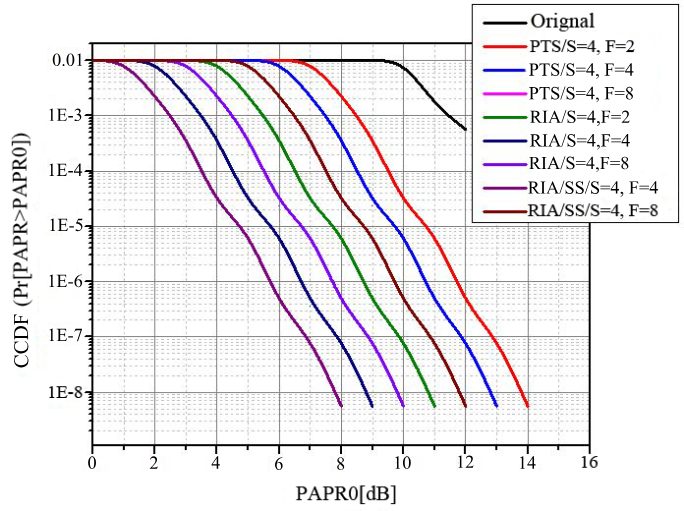 Orignal
PTS/S=4, F=2
PTS/S=4, F=4
PTS/S=4, F=8
RIA/S=4,F=2
RIA/S=4,F=4
RIA/S=4,F=8
RIA/SS/S=4, F=4
RIA/SS/S=4, F=8
0.01
1E-3
1E-4
1E-5
1E-6
1E-7
1E-8
CCDF (Pr[PAPR>PAPR0])
0 2 4 6 8 10 12 14 16
PAPR0[dB]